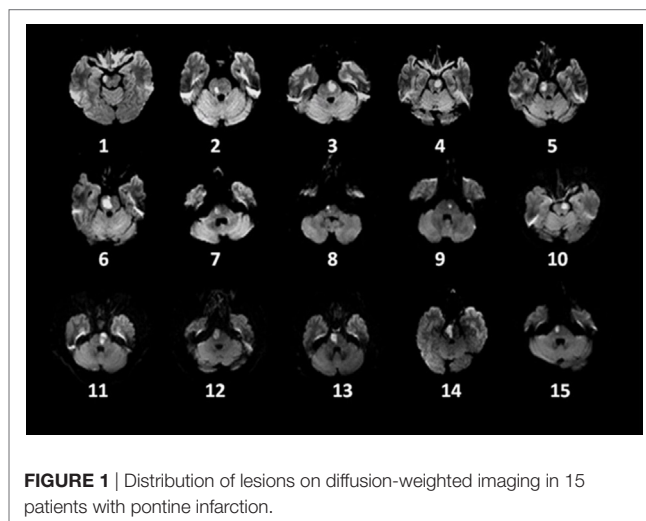 1 2 3 4 5
6 7 8 9 10
11 12 13 14 15
FIGURE 1 | Distribution of lesions on diffusion-weighted imaging in 15
patients with pontine infarction.